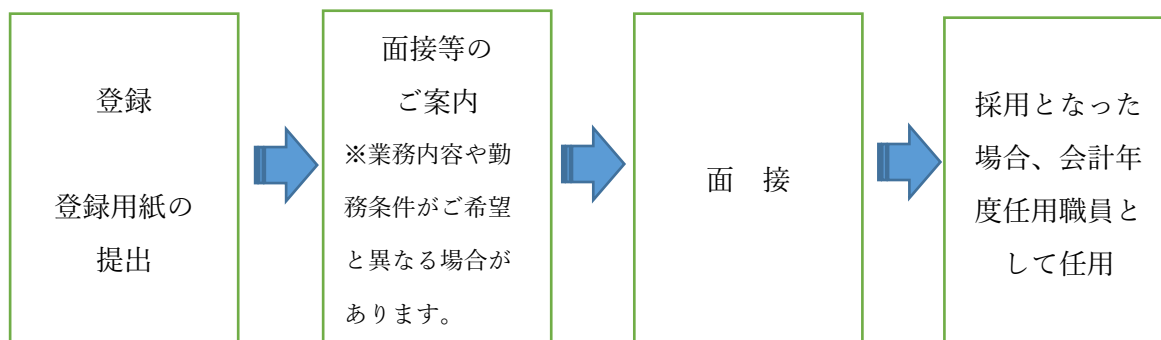 登録
登録用紙の
提出
面接等の
ご案内
※業務内容や勤
務条件がご希望
と異なる場合が
あります。
面　接
採用となった
場合、会計年
度任用職員と
して任用